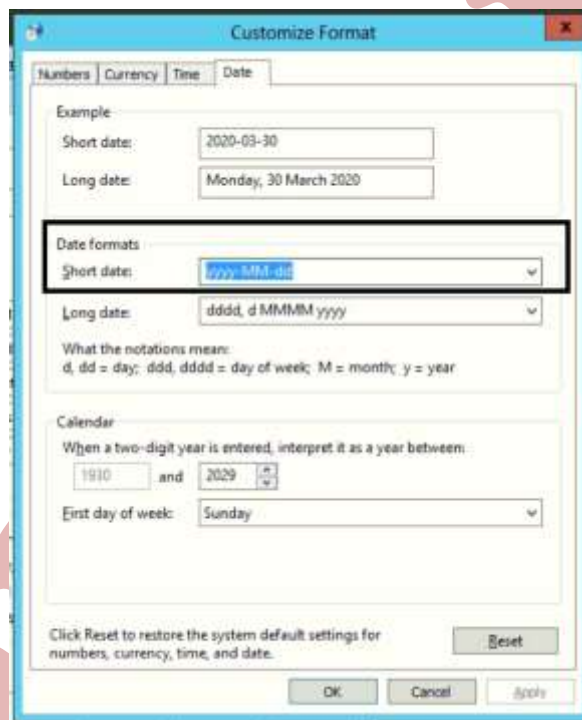 Customize Format
Numbers Currency Time Date
Example
Short date: 2020-03-30
Long date: Monday, 30 March 2020
Date formats
Short date: yyyy-MM-dd
Long date: dddd, d MMMM yyyy
What the notations mean:
d, dd = day; ddd, dddd = day of week; M = month; y = year
Calendar
When a two-digit year is entered, interpret it as a year between:
1930 and 2029
First day of week: Sunday
Click Reset to restore the system default settings for
numbers, currency, time, and date.
Reset
OK Cancel Apply